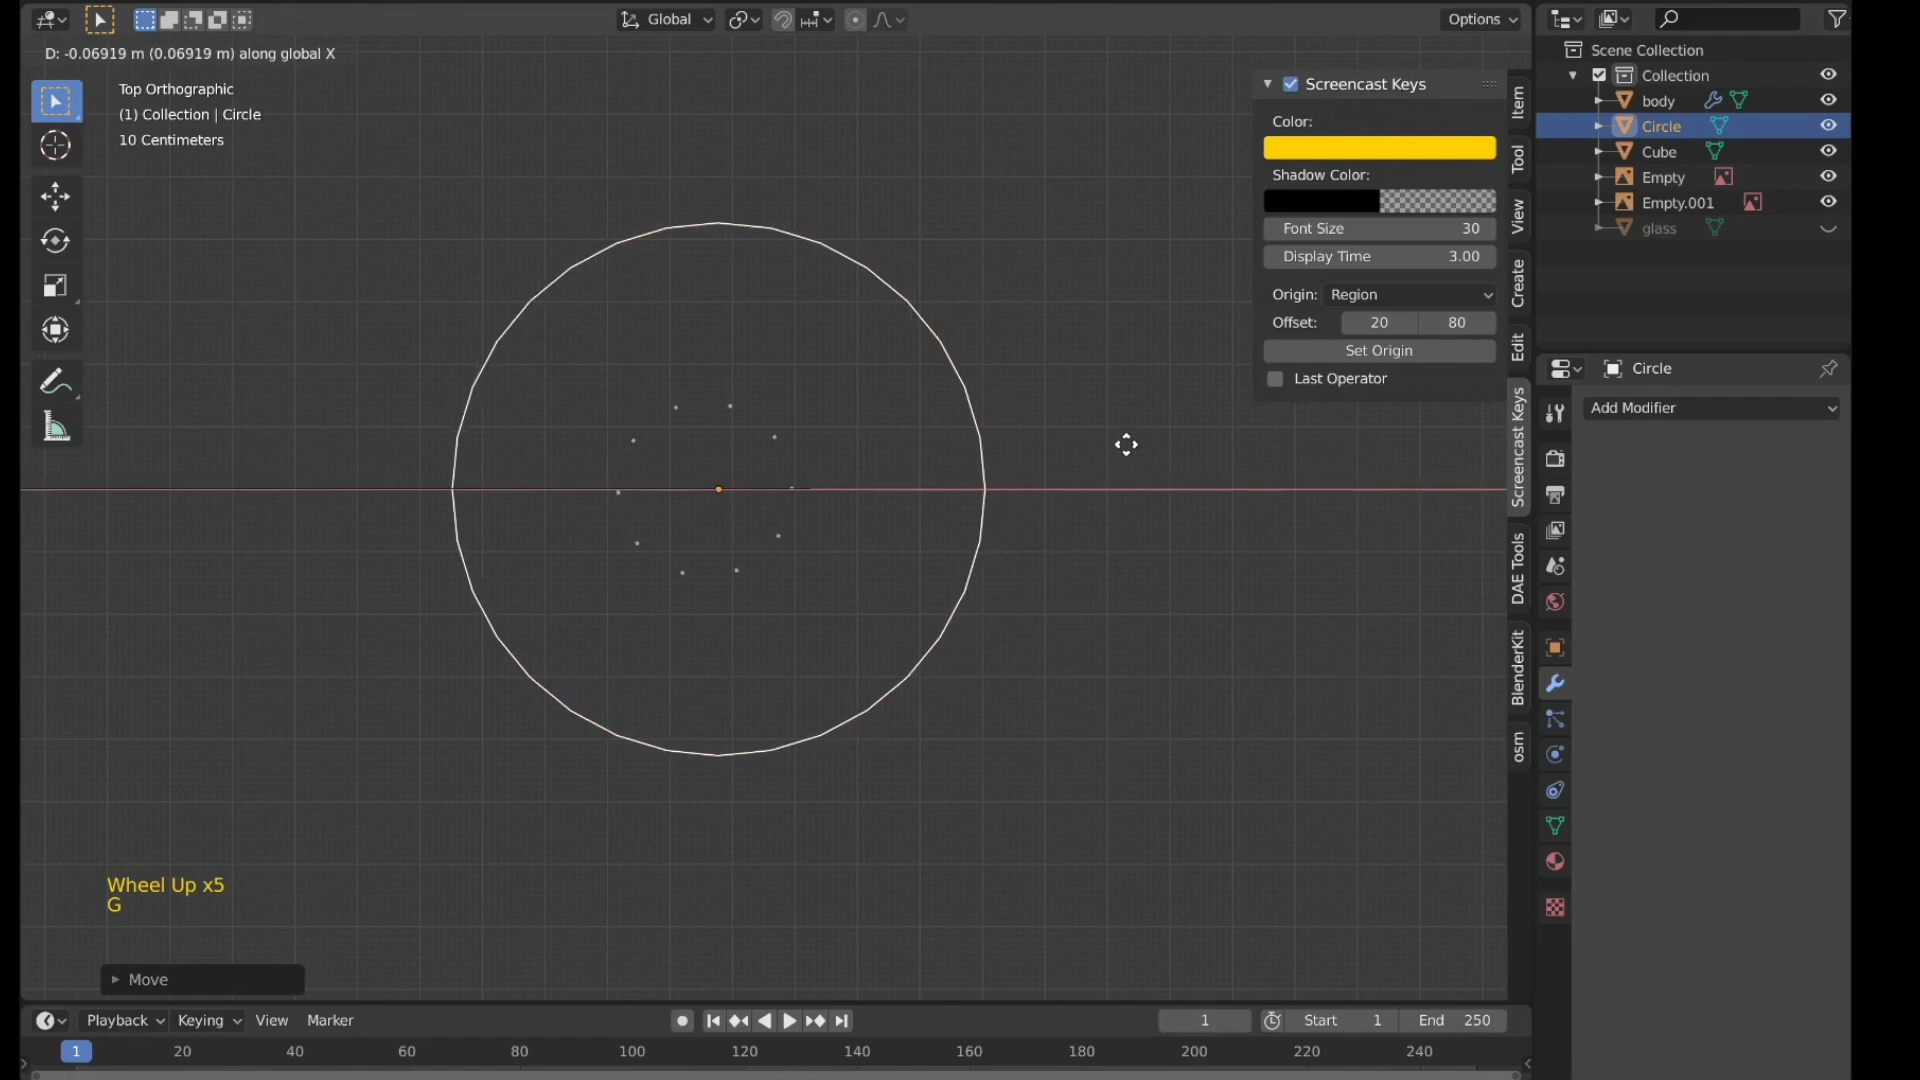 Global
Options
D: -0.06919 m (0.06919 m) along global X
Top Orthographic
(1) Collection | Circle
10 Centimeters
Screencast Keys
Color:
Shadow Color:
Font Size 30
Display Time 3.00
Origin: Region
Offset: 20 80
Set Origin
Last Operator
Item
Tool
View
Create
Edit
Screencast Keys
DAE Tools
BlenderKit
osm
Scene Collection
Collection
body
Circle
Cube
Empty
Empty.001
glass
Circle
Add Modifier
Wheel Up x5
G
Move
Playback Keying View Marker
1 Start 1 End 250
1 20 40 60 80 100 120 140 160 180 200 220 240